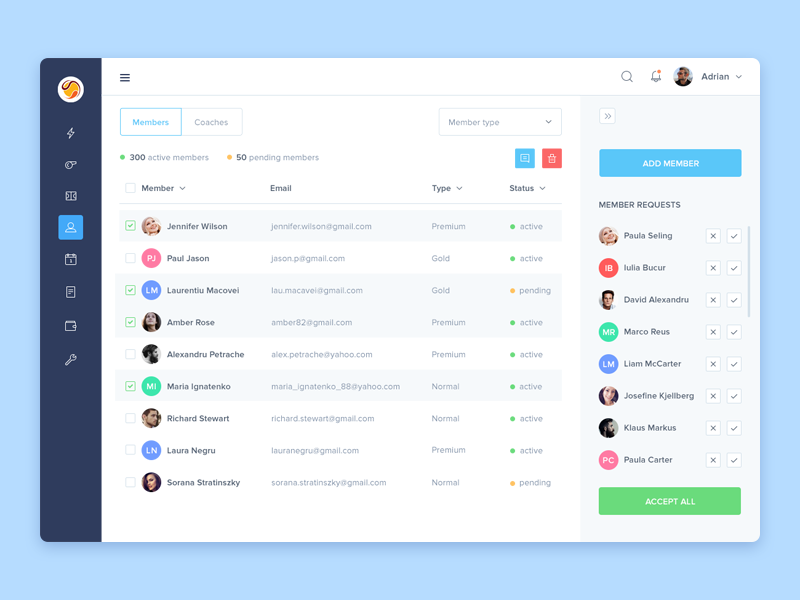 Adrian
Members Coaches Member type
300 active members 50 pending members
Member Email Type Status
Jennifer Wilson jennifer.wilson@gmail.com Premium active
PJ Paul Jason jason.p@gmail.com Gold active
LM Laurentiu Macovei lau.macavei@gmail.com Gold pending
Amber Rose amber82@gmail.com Premium active
Alexandru Petrache alex.petrache@yahoo.com Premium active
MI Maria Ignatenko maria_ignatenko_88@yahoo.com Normal active
Richard Stewart richard.stewart@gmail.com Normal active
LN Laura Negru lauranegru@gmail.com Premium active
Sorana Stratinszky sorana.stratinszky@gmail.com Normal pending
ADD MEMBER
MEMBER REQUESTS
Paula Seling
IB Iulia Bucur
David Alexandru
MR Marco Reus
LM Liam McCarter
Josefine Kjellberg
Klaus Markus
PC Paula Carter
ACCEPT ALL